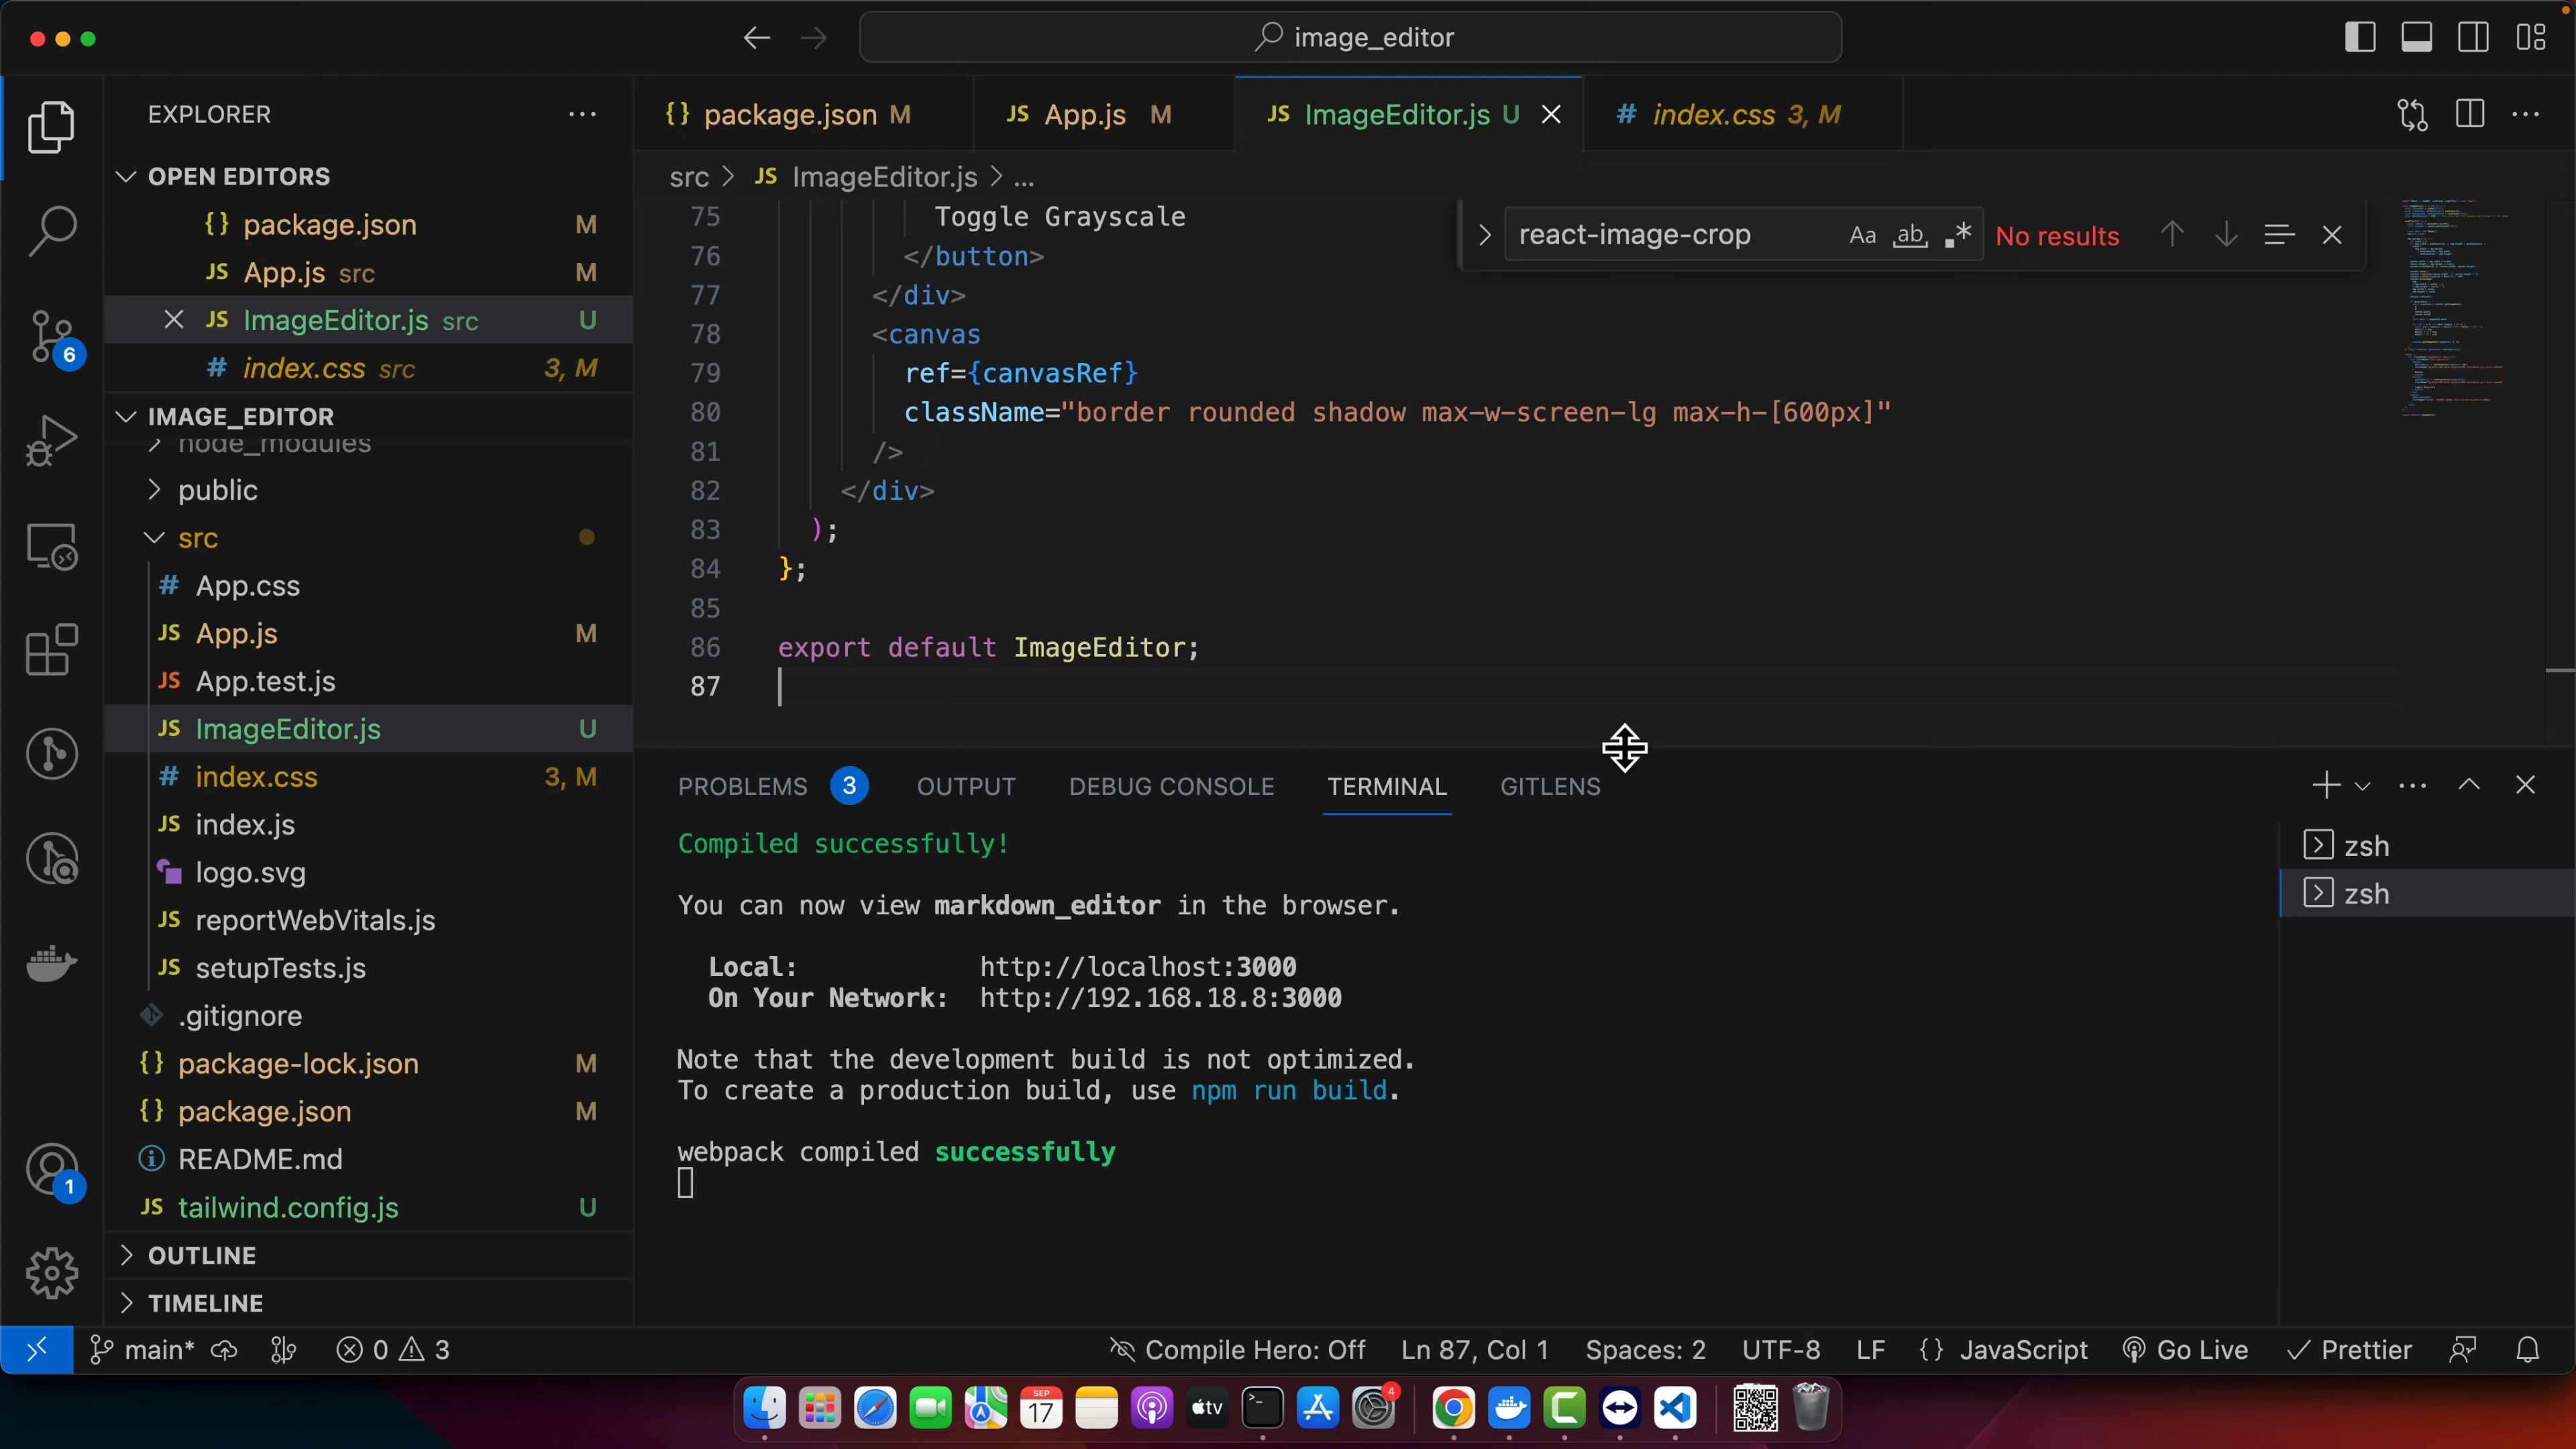 image_editor
EXPLORER
OPEN EDITORS
{} package.json M
JS App.js src M
JS ImageEditor.js src U
# index.css src 3, M
IMAGE_EDITOR
node_modules
public
src
# App.css
JS App.js M
JS App.test.js
JS ImageEditor.js U
# index.css 3, M
JS index.js
logo.svg
JS reportWebVitals.js
JS setupTests.js
.gitignore
{} package-lock.json M
{} package.json M
README.md
JS tailwind.config.js U
OUTLINE
TIMELINE
6
1
{} package.json M
JS App.js M
JS ImageEditor.js U
# index.css 3, M
src > JS ImageEditor.js > ...
react-image-crop Aa ab .* No results
75 Toggle Grayscale
76 </button>
77 </div>
78 <canvas
79 ref={canvasRef}
80 className="border rounded shadow max-w-screen-lg max-h-[600px]"
81 />
82 </div>
83 );
84 };
85
86 export default ImageEditor;
87
PROBLEMS 3 OUTPUT DEBUG CONSOLE TERMINAL GITLENS
Compiled successfully!
You can now view markdown_editor in the browser.
Local: http://localhost:3000
On Your Network: http://192.168.18.8:3000
Note that the development build is not optimized.
To create a production build, use npm run build.
webpack compiled successfully
zsh
zsh
main* 0 3 Compile Hero: Off Ln 87, Col 1 Spaces: 2 UTF-8 LF {} JavaScript Go Live Prettier
SEP
17
tv
4